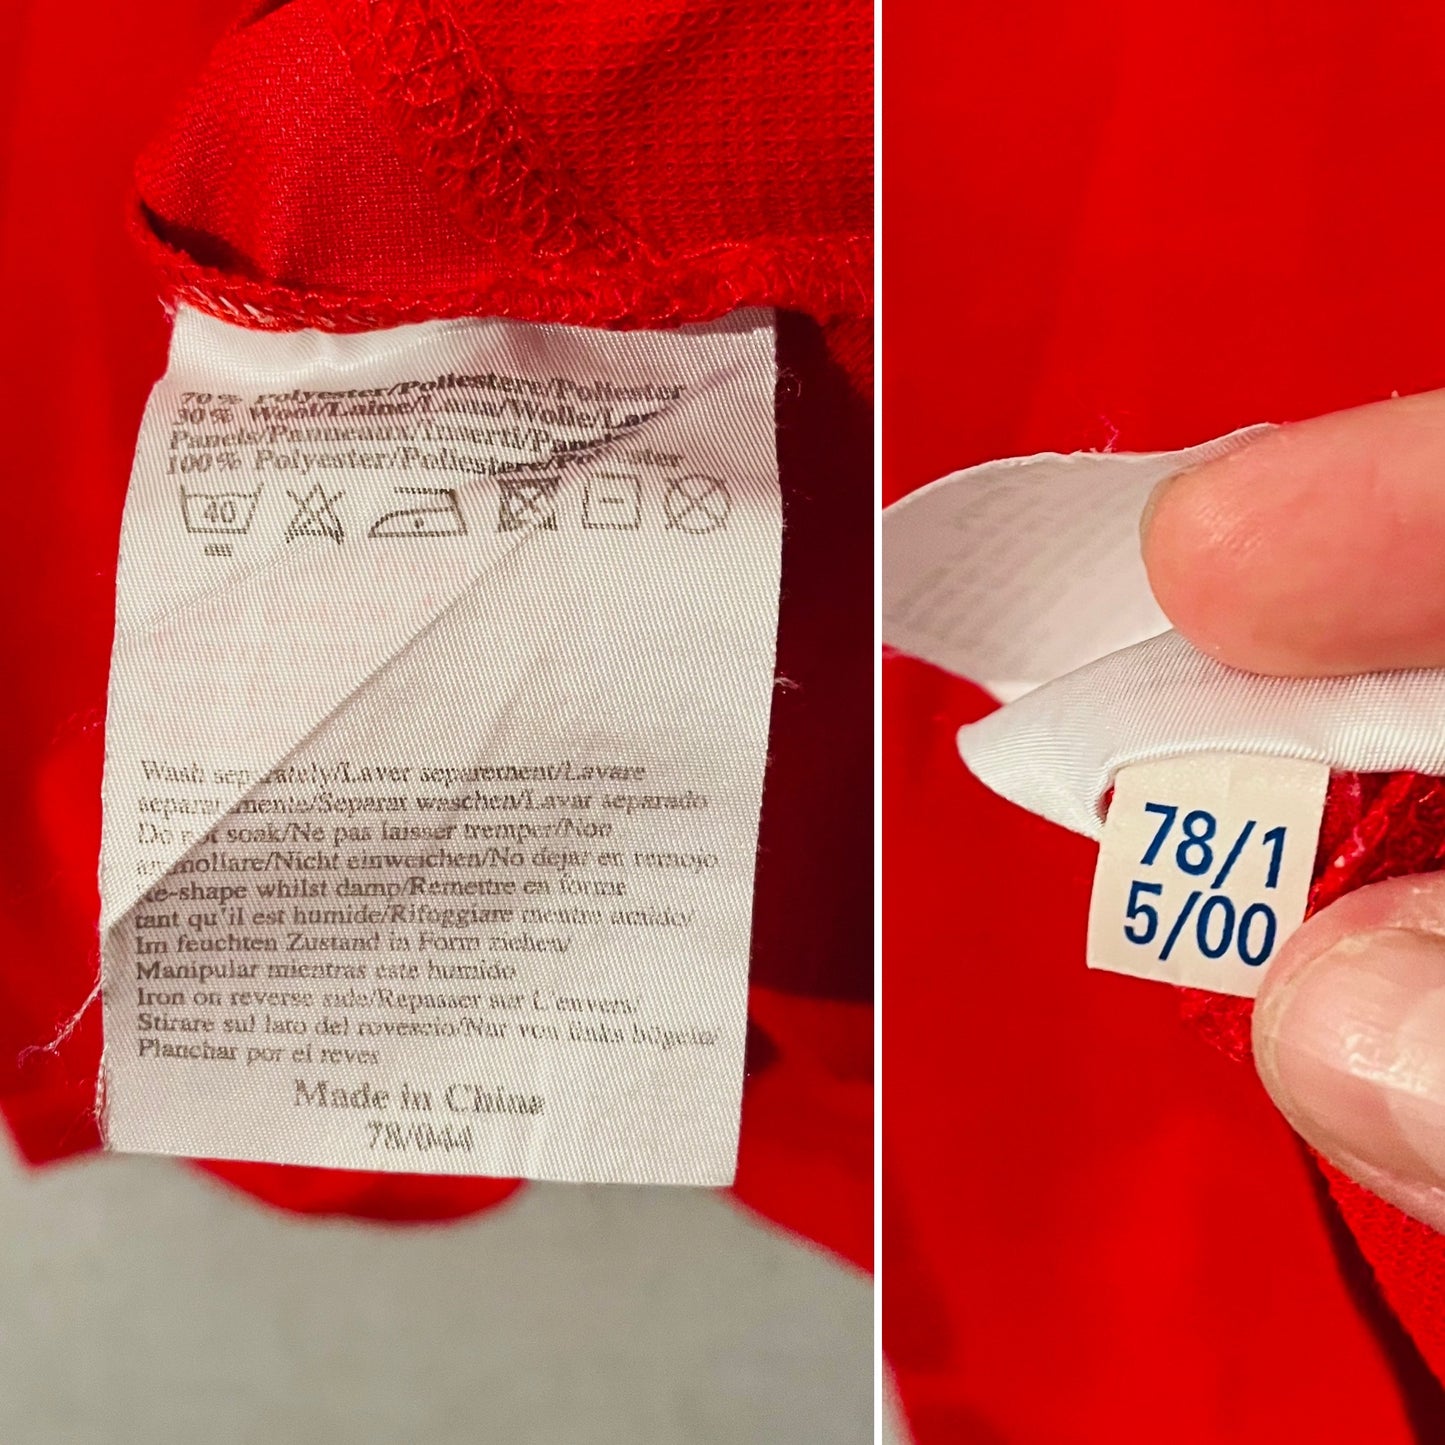 70% Polyester/Poliestere/Poliester
30% Wool/Laine/Lana/Wolle/La
Panels/Panneaux/Inserti/Pan
100% Polyester/Poliestere/P ster
40
Wash separately/Laver separement/Lavare
separatamente/Separat waschen/Lavar separado
Do not soak/Ne pas laisser tremper/Non
ammollare/Nicht einweichen/No dejar en remojo
Re-shape whilst damp/Remettre en forme
tant qu'il est humide/Rifoggiare mentre umido/
Im feuchten Zustand in Form ziehen/
Manipular mientras este humido
Iron on reverse side/Repasser sur L'envers/
Stirare sul lato del rovescio/Nur von links bügeln/
Planchar por el reves
Made in China
78/044
78/1
5/00